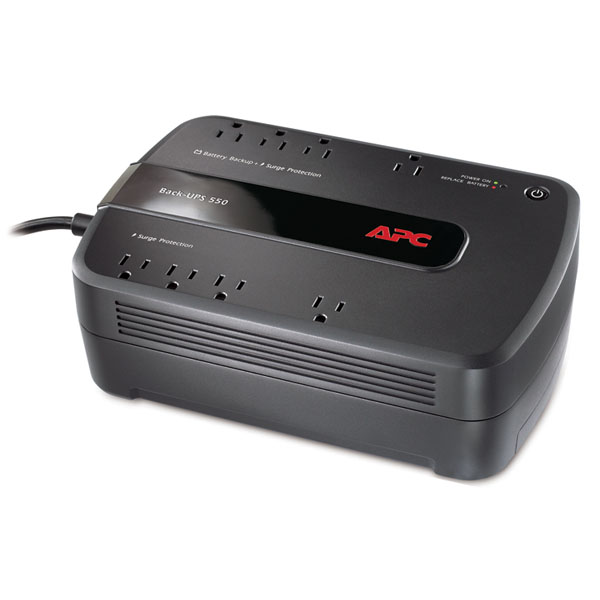 Battery Backup + Surge Protection
POWER ON
REPLACE BATTERY
Back-UPS 550
APC
Surge Protection